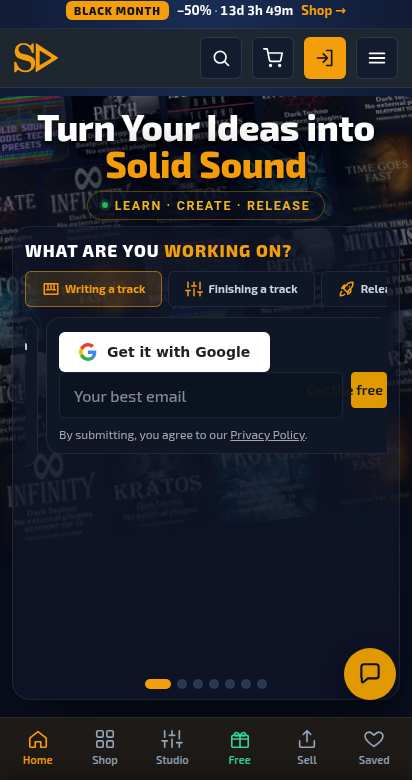 BLACK MONTH −50% · 13d 3h 49m Shop →
Turn Your Ideas into
Solid Sound
LEARN · CREATE · RELEASE
WHAT ARE YOU WORKING ON?
Writing a track Finishing a track
Get it with Google
Your best email free
By submitting, you agree to our Privacy Policy.
INFINITY
KRATOS
Home Shop Studio Free Sell Saved